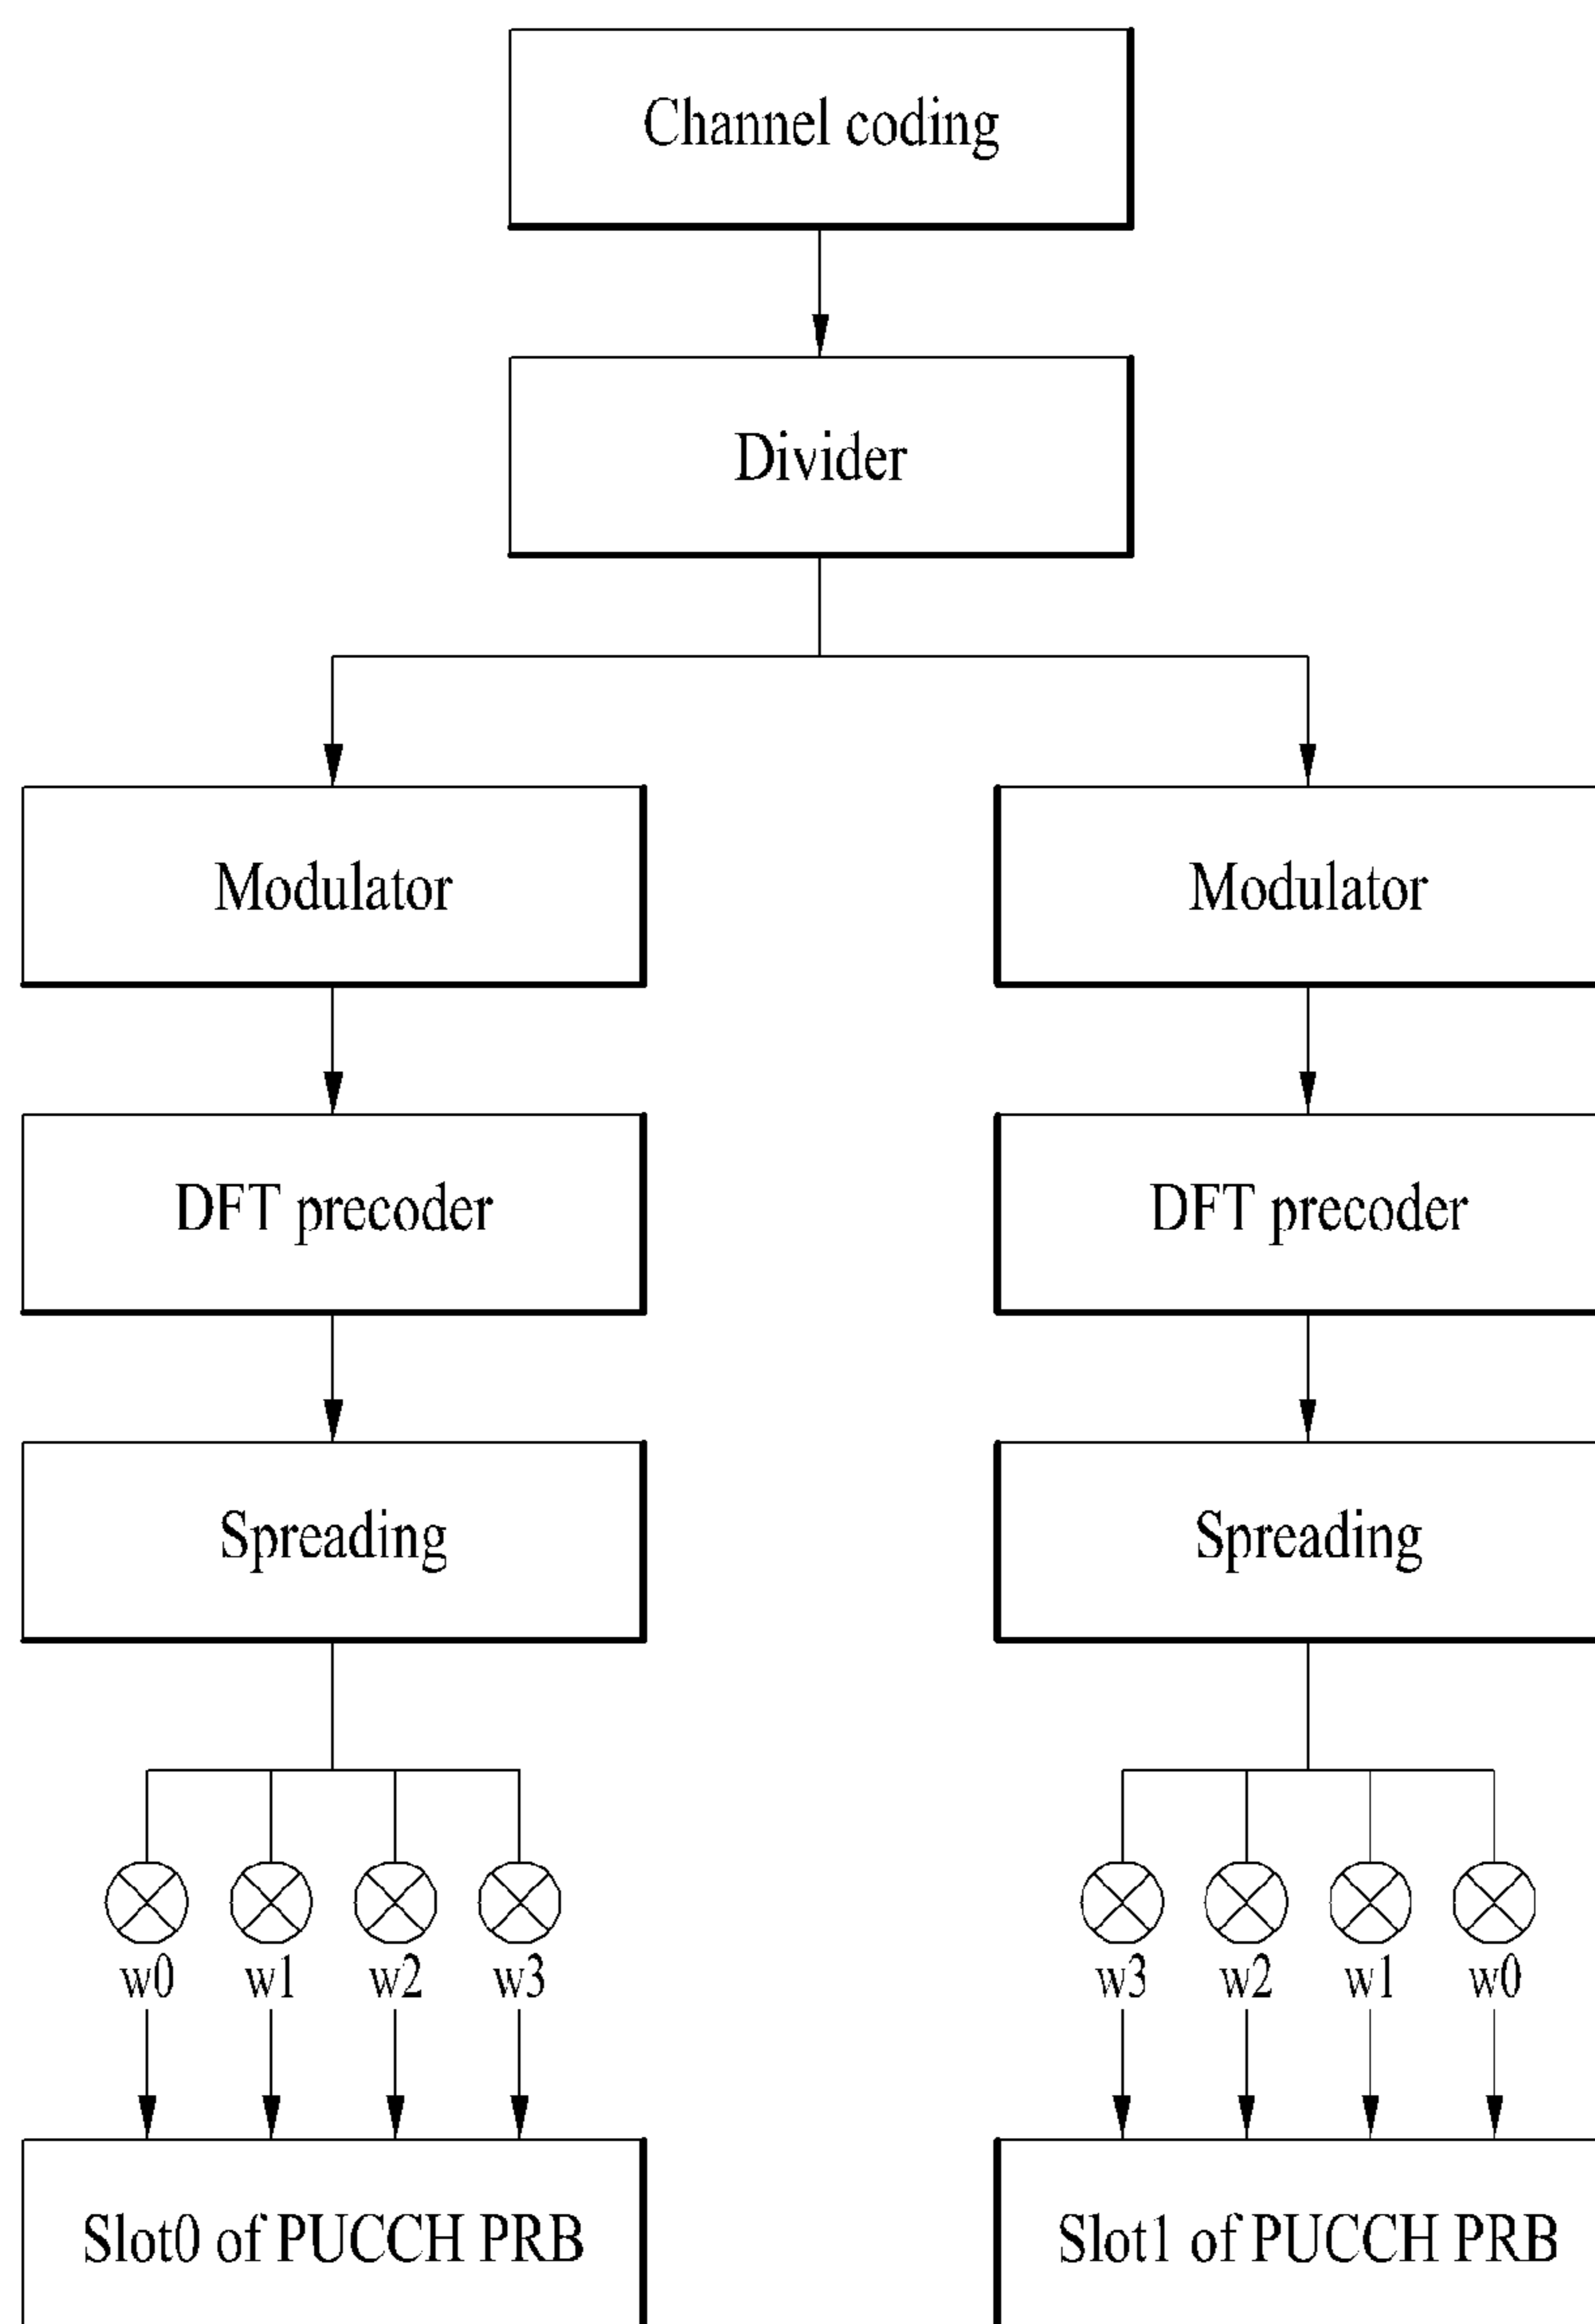 Channel coding
Divider
Modulator Modulator
DFT precoder DFT precoder
Spreading Spreading
w0 w1 w2 w3 w3 w2 w1 w0
Slot0 of PUCCH PRB Slot1 of PUCCH PRB